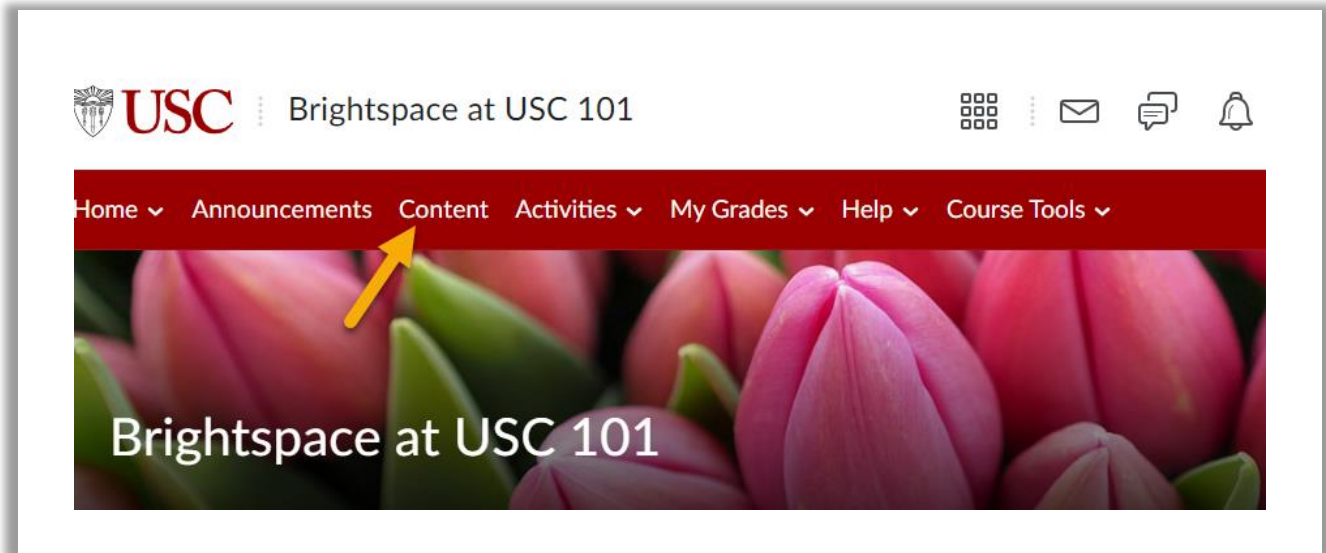 USC Brightspace at USC 101
Home Announcements Content Activities My Grades Help Course Tools
Brightspace at USC 101